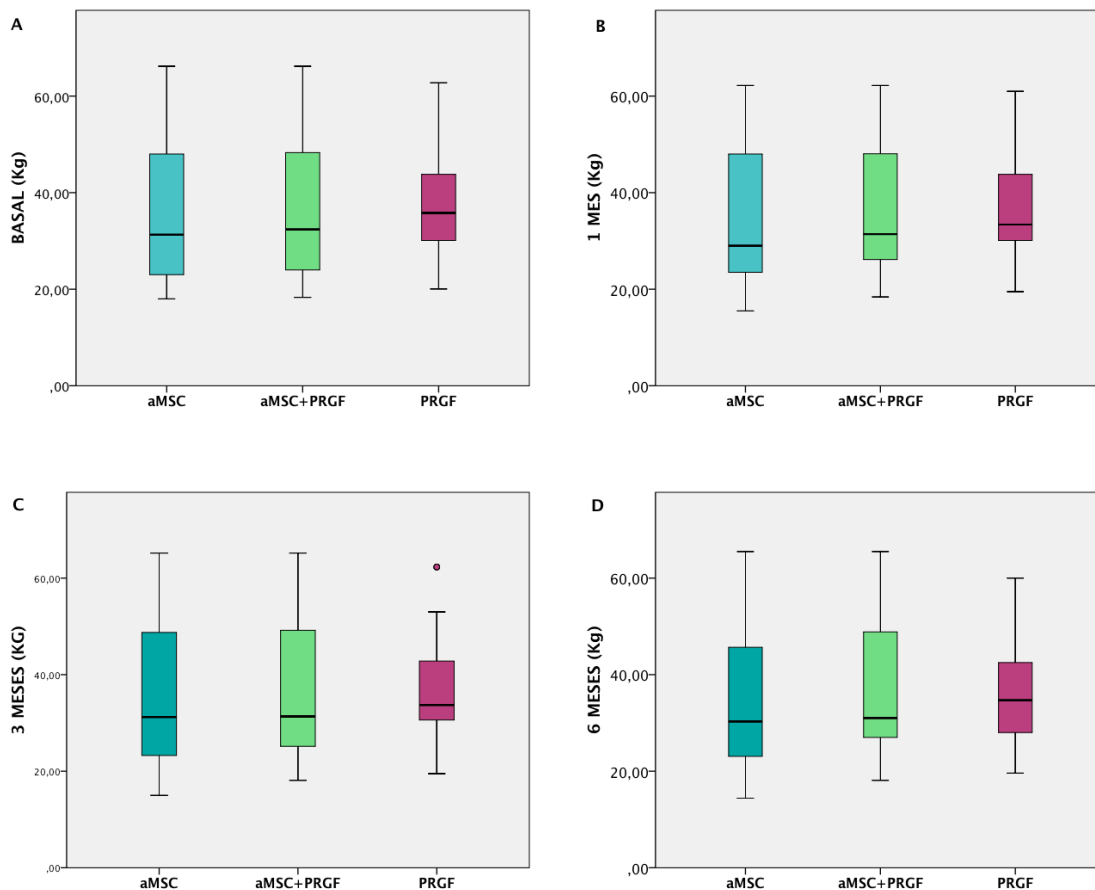 A
BASAL (Kg)
60,00
40,00
20,00
,00
aMSC aMSC+PRGF PRGF
B
1 MES (Kg)
60,00
40,00
20,00
,00
aMSC aMSC+PRGF PRGF
C
3 MESES (KG)
60,00
40,00
20,00
,00
aMSC aMSC+PRGF PRGF
D
6 MESES (Kg)
60,00
40,00
20,00
,00
aMSC aMSC+PRGF PRGF